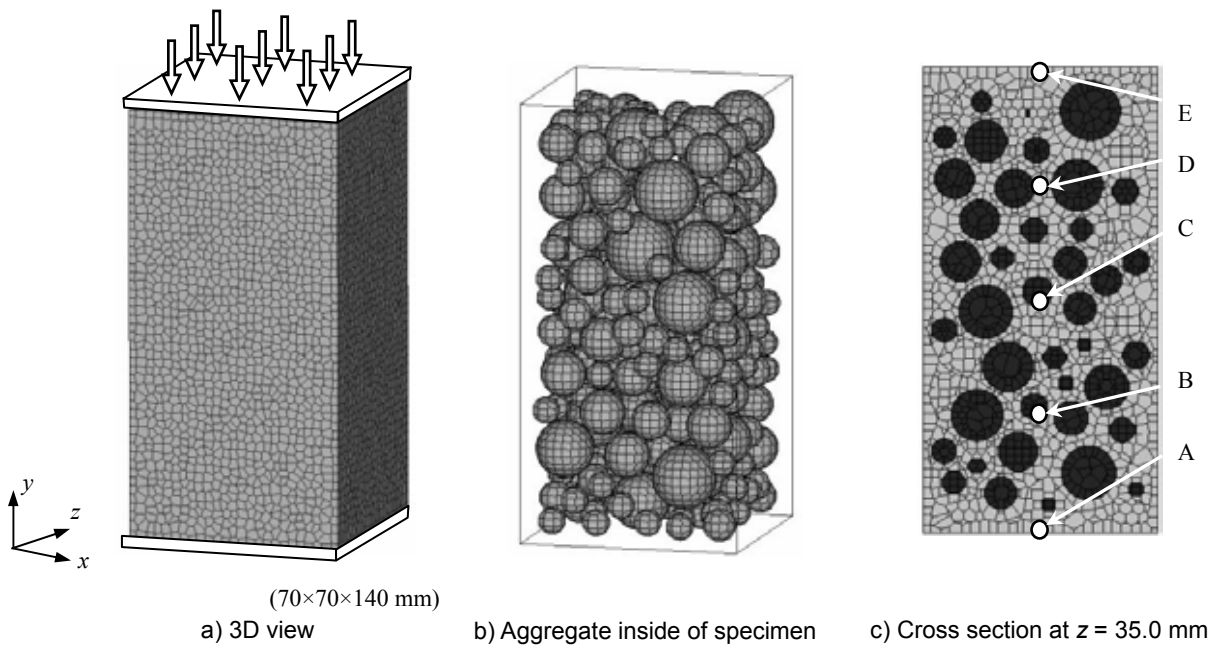 E
D
C
B
A
y
z
x
(70×70×140 mm)
a) 3D view
b) Aggregate inside of specimen
c) Cross section at z = 35.0 mm